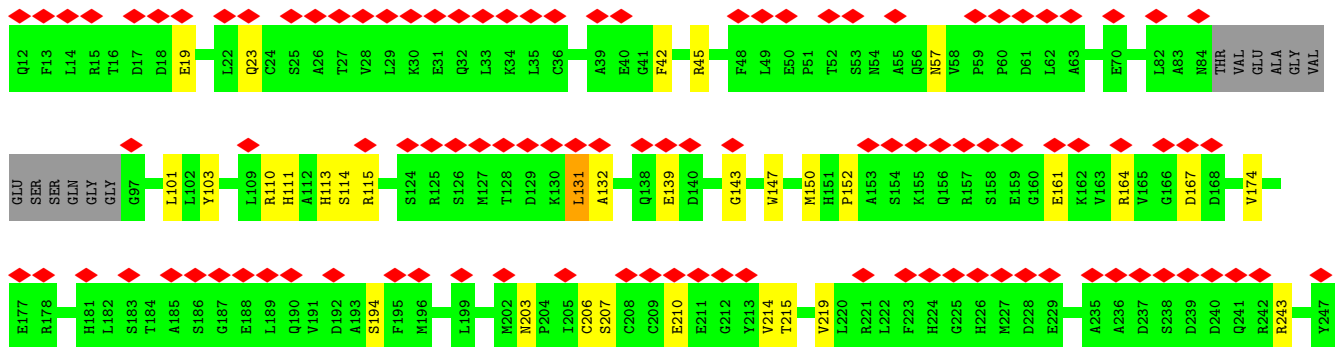 Q12 F13 L14 R15 T16 D17 D18 E19 L22 Q23 C24 S25 A26 T27 V28 L29 K30 E31 Q32 L33 K34 L35 C36 A39 E40 G41 F42 R45 F48 L49 E50 P51 T52 S53 N54 A55 Q56 N57 V58 P59 P60 D61 L62 A63 E70 L82 A83 N84 THR VAL GLU ALA GLY VAL
GLU SER SER GLN GLY GLY G97 L101 L102 Y103 L109 R110 H111 A112 H113 S114 R115 S124 R125 S126 M127 T128 D129 K130 L131 A132 Q138 E139 D140 G143 W147 M150 H151 P152 A153 S154 K155 Q156 R157 S158 E159 G160 E161 K162 V163 R164 V165 G166 D167 D168 V174
E177 R178 H181 L182 S183 T184 A185 S186 G187 E188 L189 Q190 V191 D192 A193 S194 F195 M196 L199 M202 N203 P204 I205 C206 S207 C208 C209 E210 E211 G212 Y213 V214 T215 V219 L220 R221 L222 F223 H224 G225 H226 M227 D228 E229 A235 A236 D237 S238 D239 D240 Q241 R242 R243 Y247